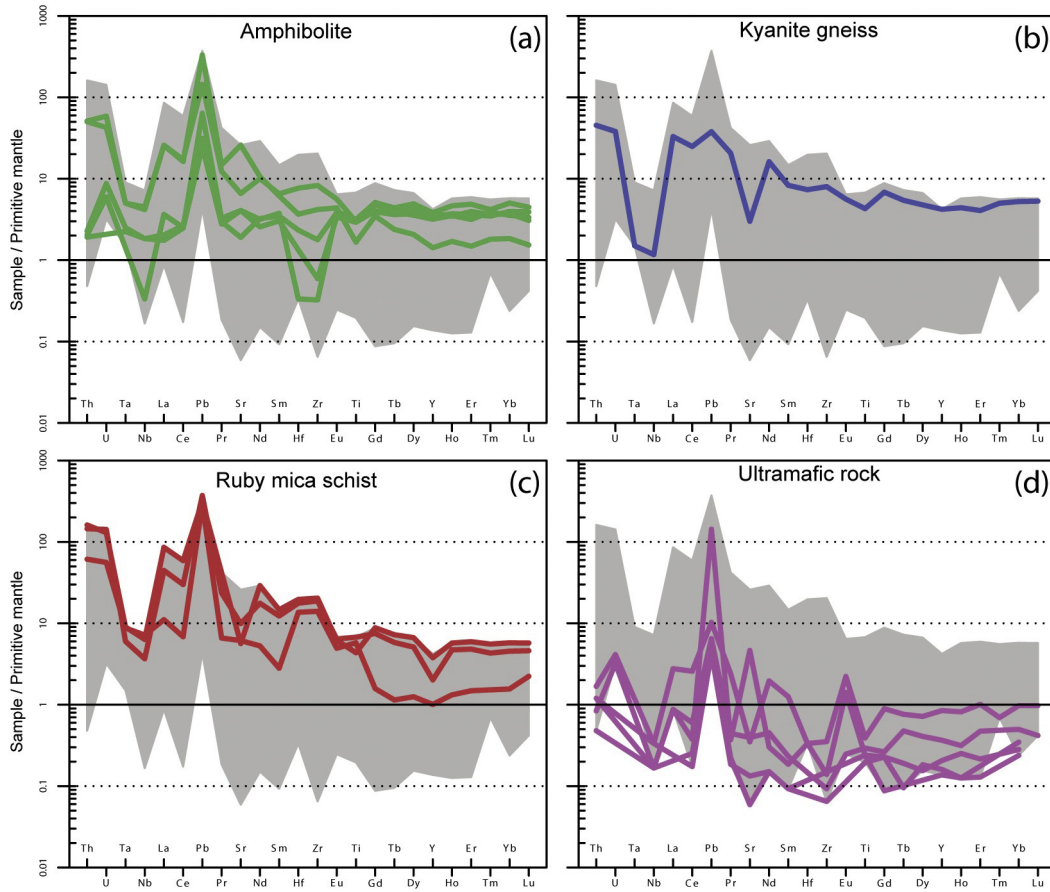 Amphibolite
(a)
Sample / Primitive mantle
1000
100
10
1
0.1
0.01
Th Ta La Pb Sr Sm Zr Ti Tb Y Er Yb
U Nb Ce Pr Nd Hf Eu Gd Dy Ho Tm Lu
Kyanite gneiss
(b)
Th Ta La Pb Sr Sm Zr Ti Tb Y Er Yb
U Nb Ce Pr Nd Hf Eu Gd Dy Ho Tm Lu
Ruby mica schist
(c)
Sample / Primitive mantle
1000
100
10
1
0.1
0.01
Th Ta La Pb Sr Sm Zr Ti Tb Y Er Yb
U Nb Ce Pr Nd Hf Eu Gd Dy Ho Tm Lu
Ultramafic rock
(d)
Th Ta La Pb Sr Sm Zr Ti Tb Y Er Yb
U Nb Ce Pr Nd Hf Eu Gd Dy Ho Tm Lu